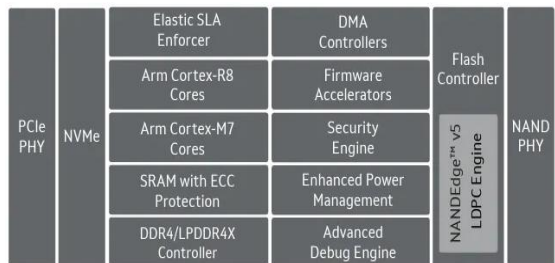 PCIe
PHY
NVMe
Elastic SLA
Enforcer
Arm Cortex-R8
Cores
Arm Cortex-M7
Cores
SRAM with ECC
Protection
DDR4/LPDDR4X
Controller
DMA
Controllers
Firmware
Accelerators
Security
Engine
Enhanced Power
Management
Advanced
Debug Engine
Flash
Controller
NANDEdge™ v5
LDPC Engine
NAND
PHY